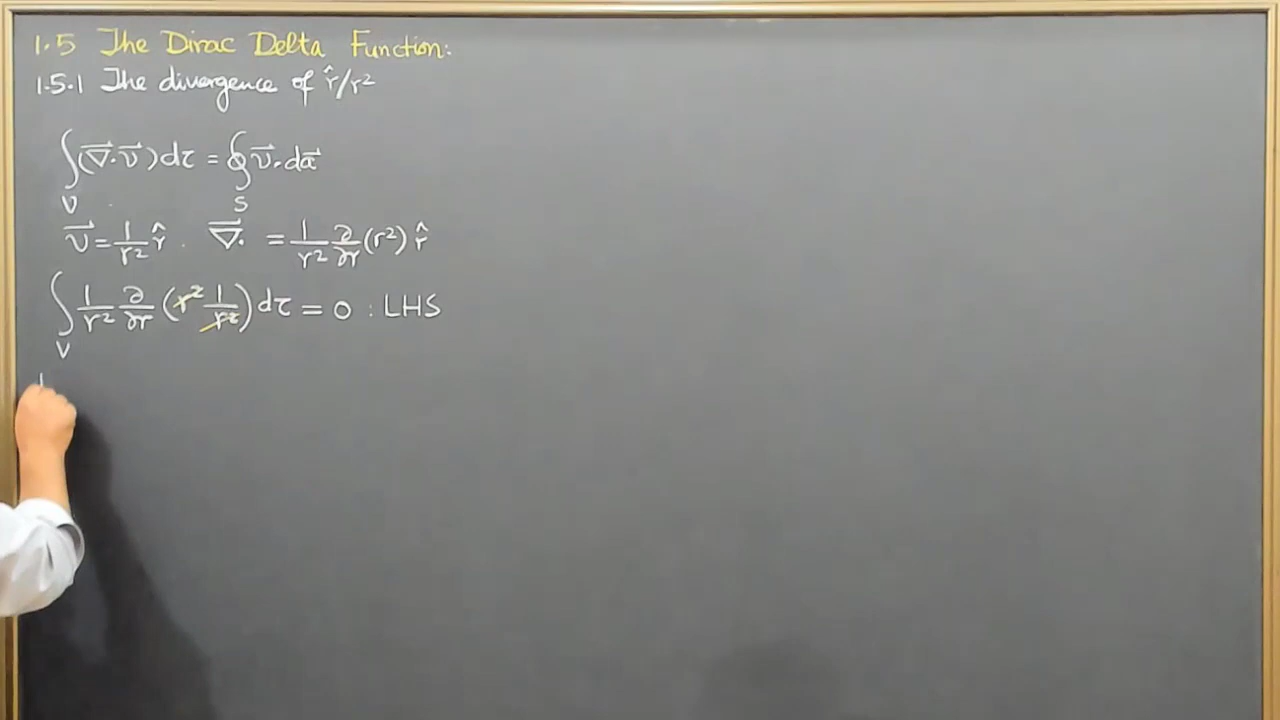 1.5 The Dirac Delta Function:
1.5.1 The divergence of r̂/r²
∫(∇⃗·v⃗)dτ = ∮v⃗·da⃗
V S
v⃗ = 1/r² r̂ . ∇⃗· = 1/r² ∂/∂r (r²) r̂
∫ 1/r² ∂/∂r (r² 1/r²) dτ = 0 : LHS
V